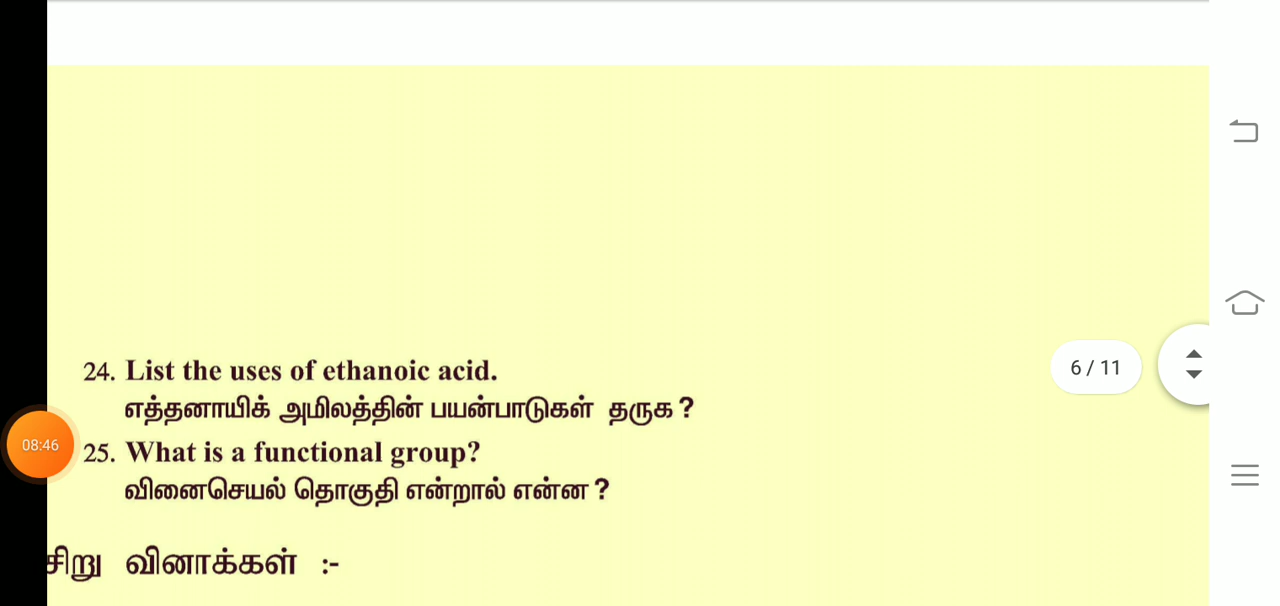 24. List the uses of ethanoic acid.
எத்தனாயிக் அமிலத்தின் பயன்பாடுகள் தருக ?
6 / 11
08:46
25. What is a functional group?
வினைசெயல் தொகுதி என்றால் என்ன ?
சிறு வினாக்கள் :-